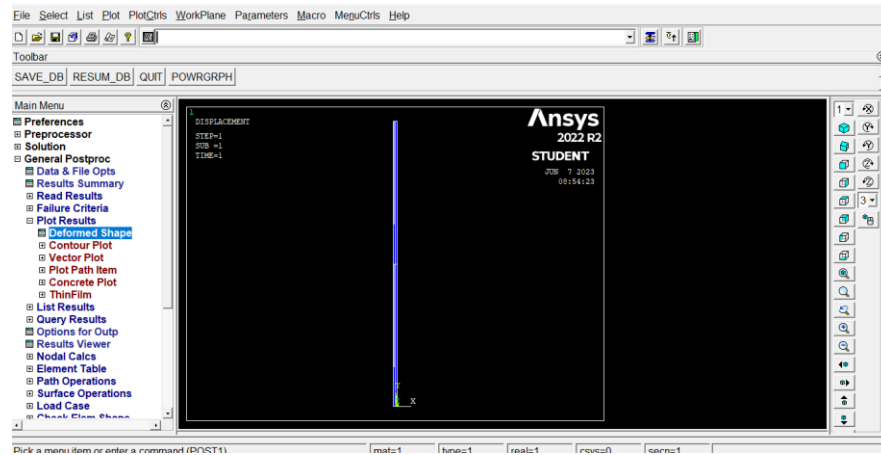 File Select List Plot PlotCtrls WorkPlane Parameters Macro MenuCtrls Help
Toolbar
SAVE_DB RESUM_DB QUIT POWRGRPH
Main Menu
Preferences
Preprocessor
Solution
General Postproc
Data & File Opts
Results Summary
Read Results
Failure Criteria
Plot Results
Deformed Shape
Contour Plot
Vector Plot
Plot Path Item
Concrete Plot
ThinFilm
List Results
Query Results
Options for Outp
Results Viewer
Nodal Calcs
Element Table
Path Operations
Surface Operations
Load Case
Check Elem Shape
1
DISPLACEMENT
STEP=1
SUB =1
TIME=1
Ansys
2022 R2
STUDENT
JUN 7 2023
08:54:23
Y
X
1
3
Pick a menu item or enter a command (POST1) mat=1 type=1 real=1 csys=0 secn=1